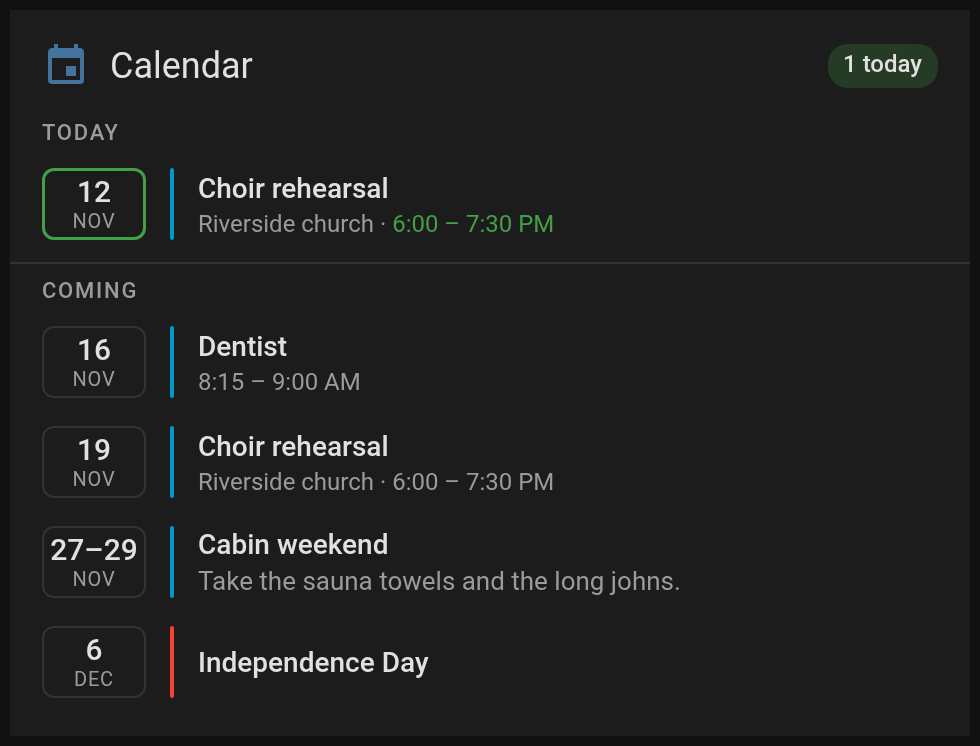 Calendar
1 today
TODAY
12
NOV
Choir rehearsal
Riverside church · 6:00 – 7:30 PM
COMING
16
NOV
Dentist
8:15 – 9:00 AM
19
NOV
Choir rehearsal
Riverside church · 6:00 – 7:30 PM
27–29
NOV
Cabin weekend
Take the sauna towels and the long johns.
6
DEC
Independence Day